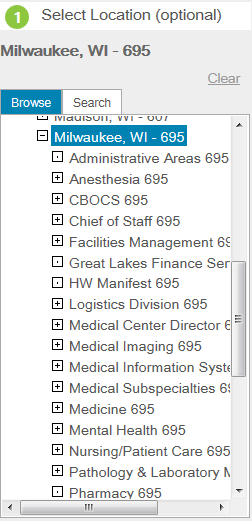 1 Select Location (optional)
Milwaukee, WI - 695
Clear
Browse Search
Madison, WI - 607
Milwaukee, WI - 695
Administrative Areas 695
Anesthesia 695
CBOCS 695
Chief of Staff 695
Facilities Management 69
Great Lakes Finance Ser
HW Manifest 695
Logistics Division 695
Medical Center Director 6
Medical Imaging 695
Medical Information Syste
Medical Subspecialties 69
Medicine 695
Mental Health 695
Nursing/Patient Care 695
Pathology & Laboratory M
Pharmacy 695